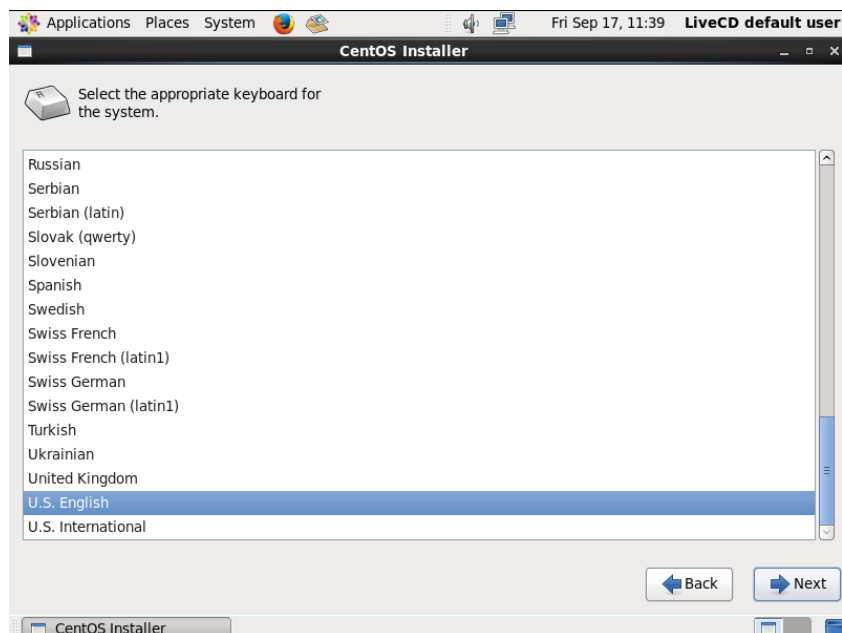 Applications Places System Fri Sep 17, 11:39 LiveCD default user
CentOS Installer
Select the appropriate keyboard for
the system.
Russian
Serbian
Serbian (latin)
Slovak (qwerty)
Slovenian
Spanish
Swedish
Swiss French
Swiss French (latin1)
Swiss German
Swiss German (latin1)
Turkish
Ukrainian
United Kingdom
U.S. English
U.S. International
Back Next
CentOS Installer